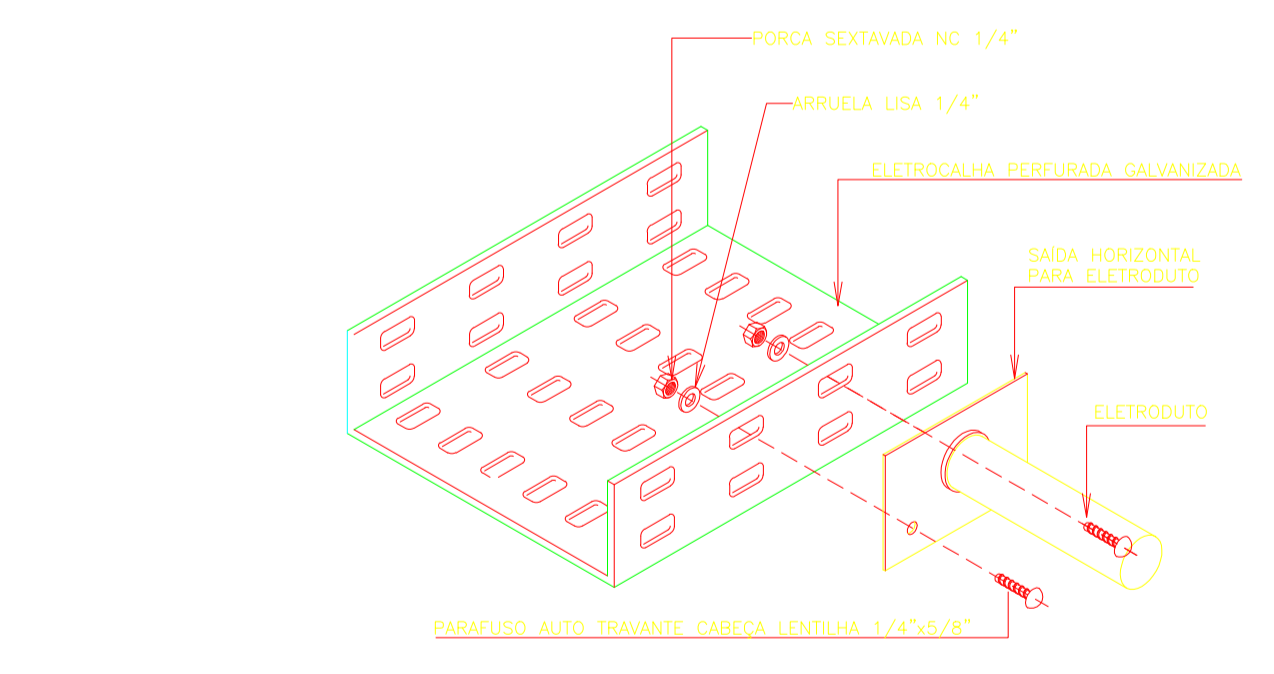 PORCA SEXTAVADA NC 1/4"
ARRUELA LISA 1/4"
ELETROCALHA PERFURADA GALVANIZADA
SAÍDA HORIZONTAL
PARA ELETRODUTO
ELETRODUTO
PARAFUSO AUTO TRAVANTE CABEÇA LENTILHA 1/4"x5/8"